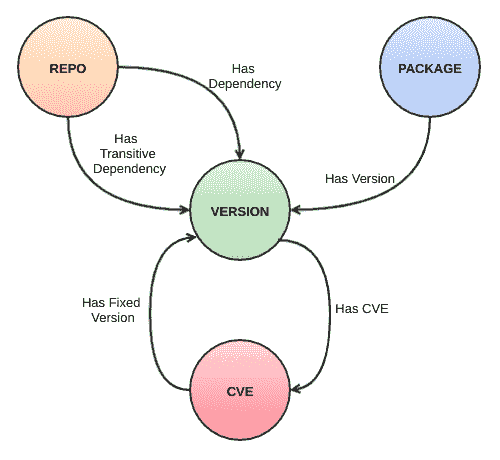 REPO
PACKAGE
Has
Dependency
Has
Transitive
Dependency
Has Version
VERSION
Has Fixed
Version
Has CVE
CVE